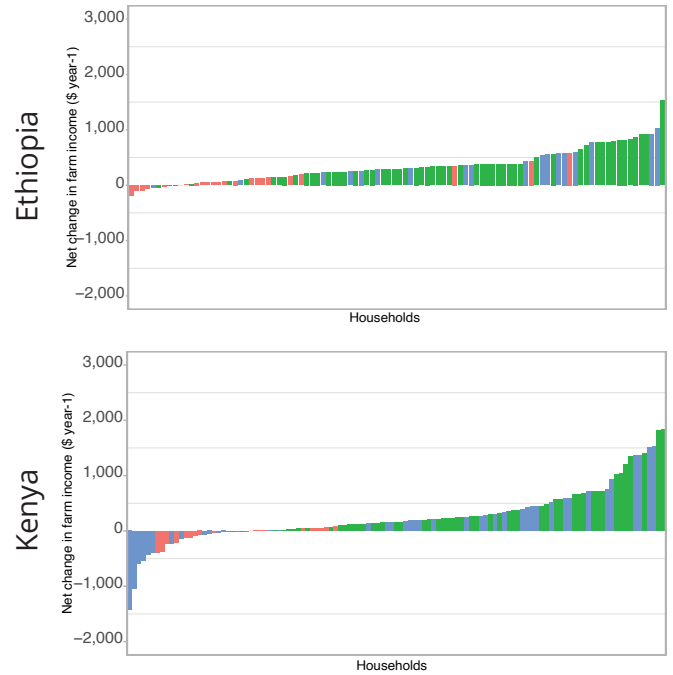 3,000
2,000
1,000
0
−1,000
−2,000
Net change in farm income ($ year-1)
Ethiopia
Households
3,000
2,000
1,000
0
−1,000
−2,000
Net change in farm income ($ year-1)
Kenya
Households